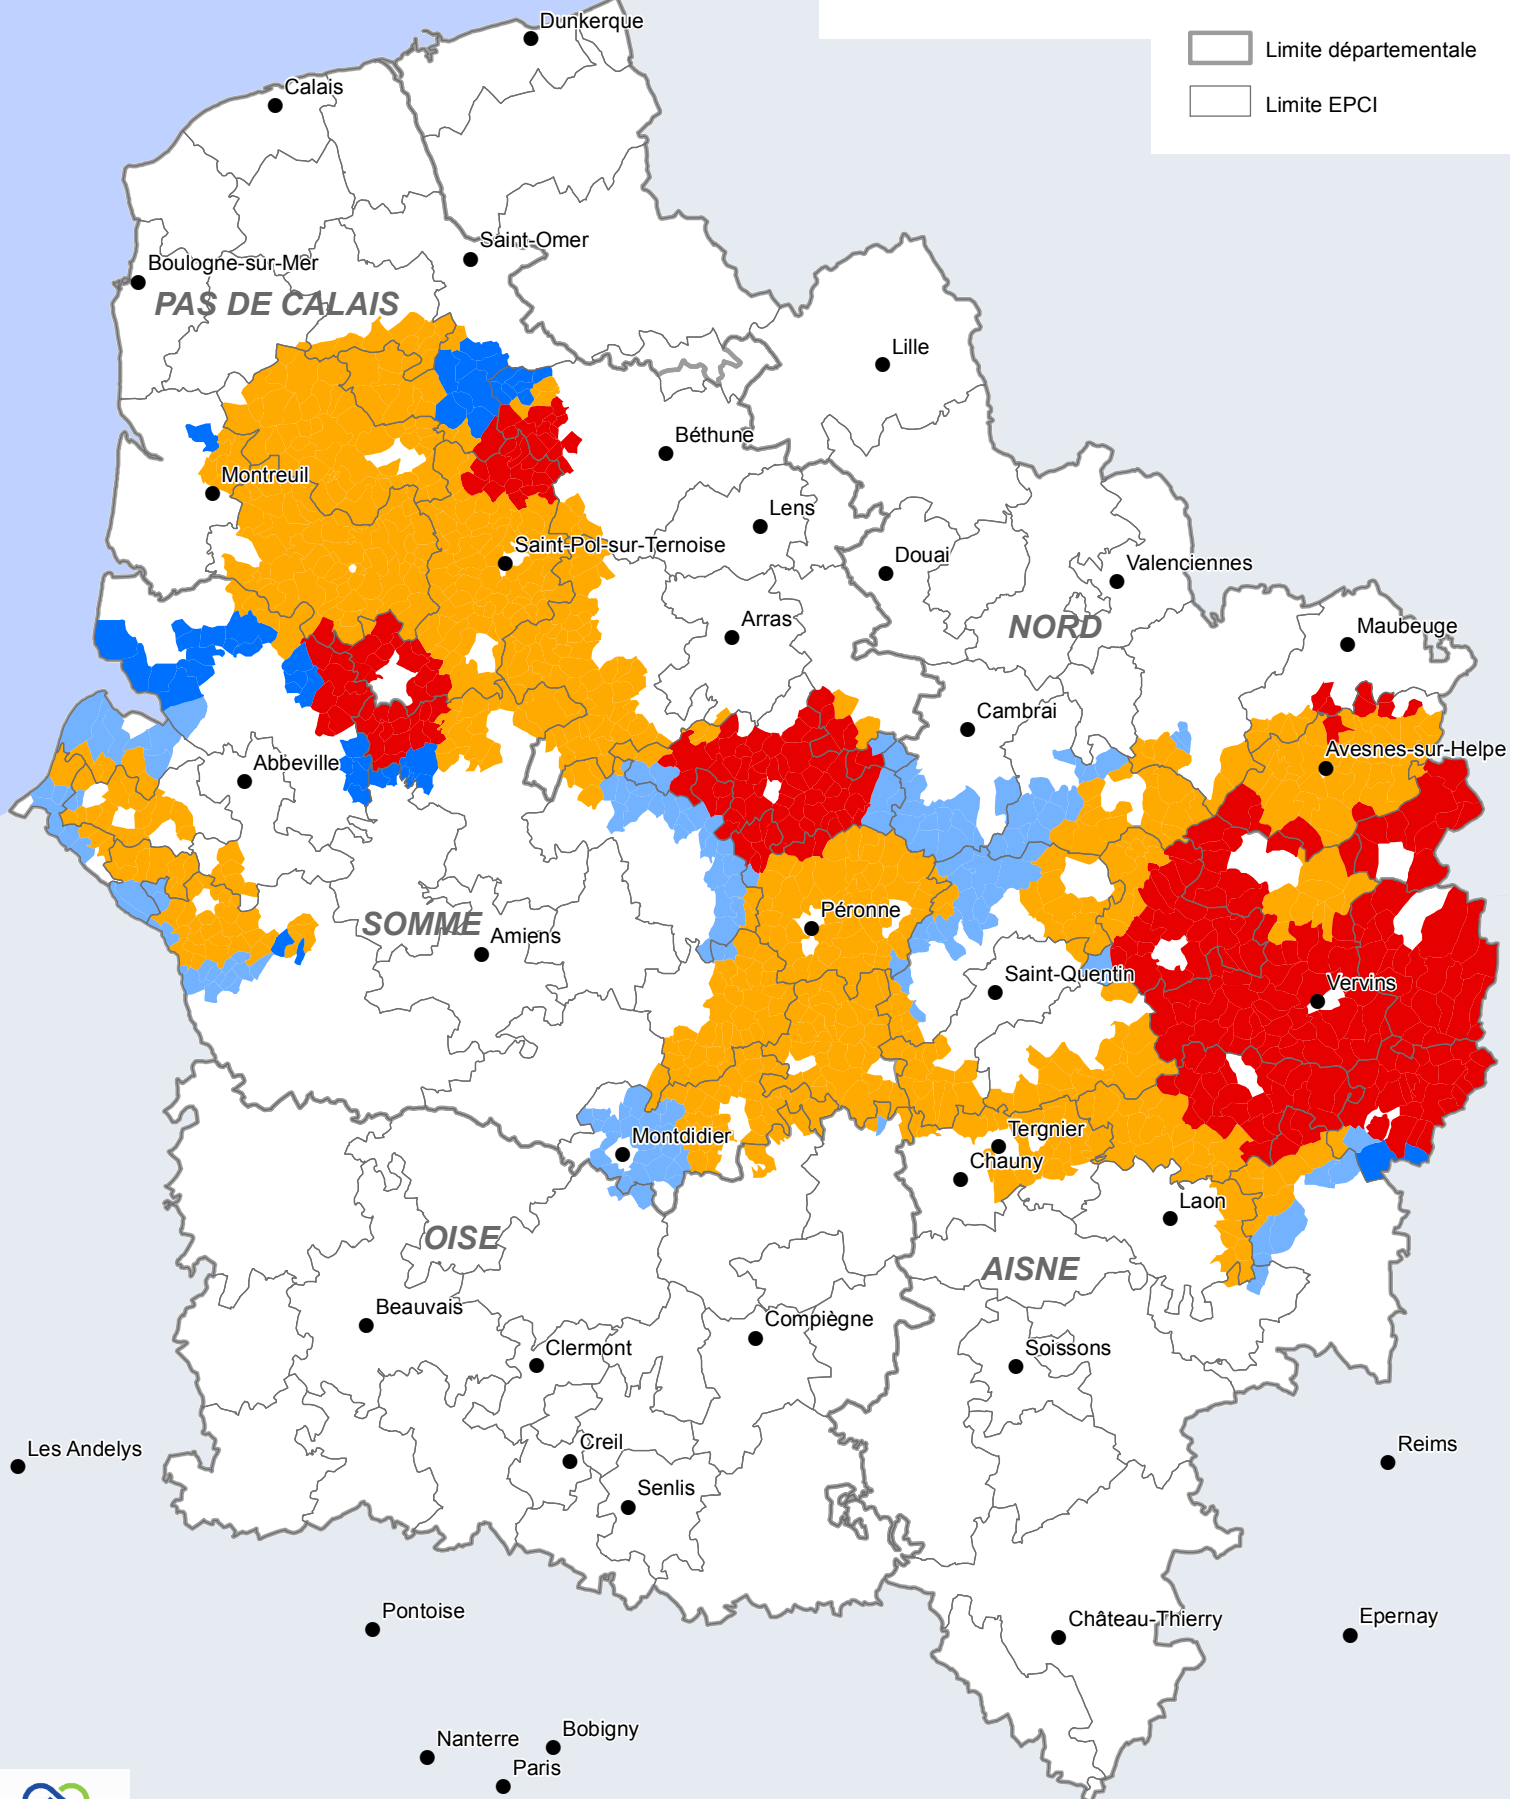 Dunkerque
Limite départementale
Calais
Limite EPCI
Saint-Omer
Boulogne-sur-Mer
PAS DE CALAIS
Lille
Béthune
Montreuil
Lens
Saint-Pol-sur-Ternoise
Douai
Valenciennes
Arras
NORD
Maubeuge
Cambrai
Avesnes-sur-Helpe
Abbeville
Péronne
SOMME
Amiens
Saint-Quentin
Vervins
Montdidier
Tergnier
Chauny
Laon
OISE
AISNE
Beauvais
Compiègne
Clermont
Soissons
Creil
Les Andelys
Reims
Senlis
Pontoise
Château-Thierry
Epernay
Nanterre
Bobigny
Paris